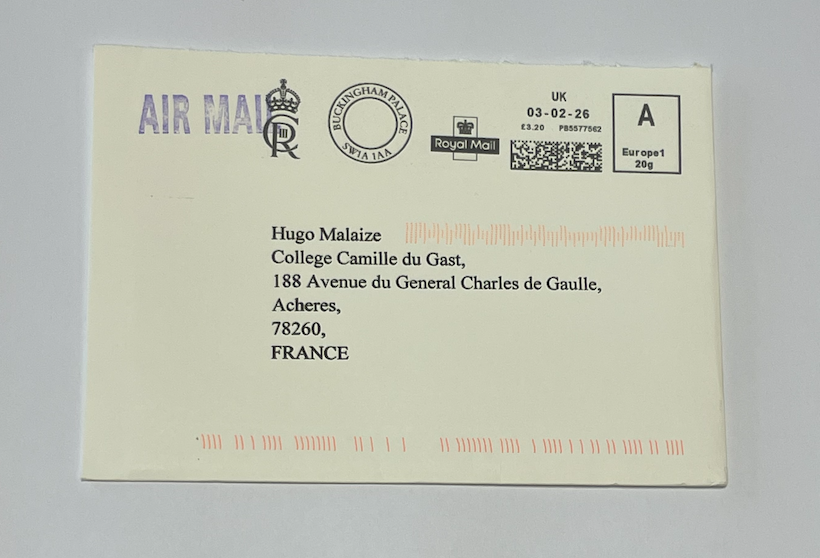 AIR MAIL
CIIIR
BUCKINGHAM PALACE
SW1A 1AA
Royal Mail
UK
03-02-26
£3.20 PB5577562
A
Europe1
20g
Hugo Malaize
College Camille du Gast,
188 Avenue du General Charles de Gaulle,
Acheres,
78260,
FRANCE